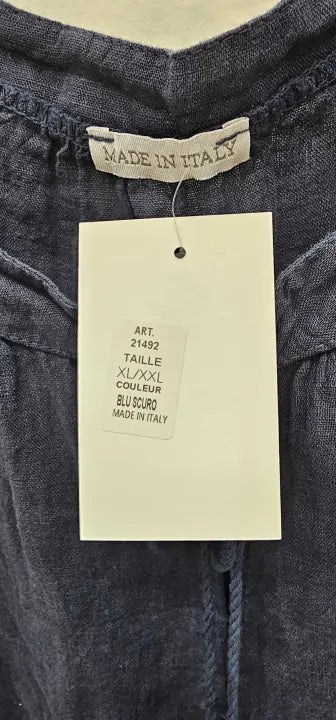 MADE IN ITALY
ART.
21492
TAILLE
XL/XXL
COULEUR
BLU SCURO
MADE IN ITALY